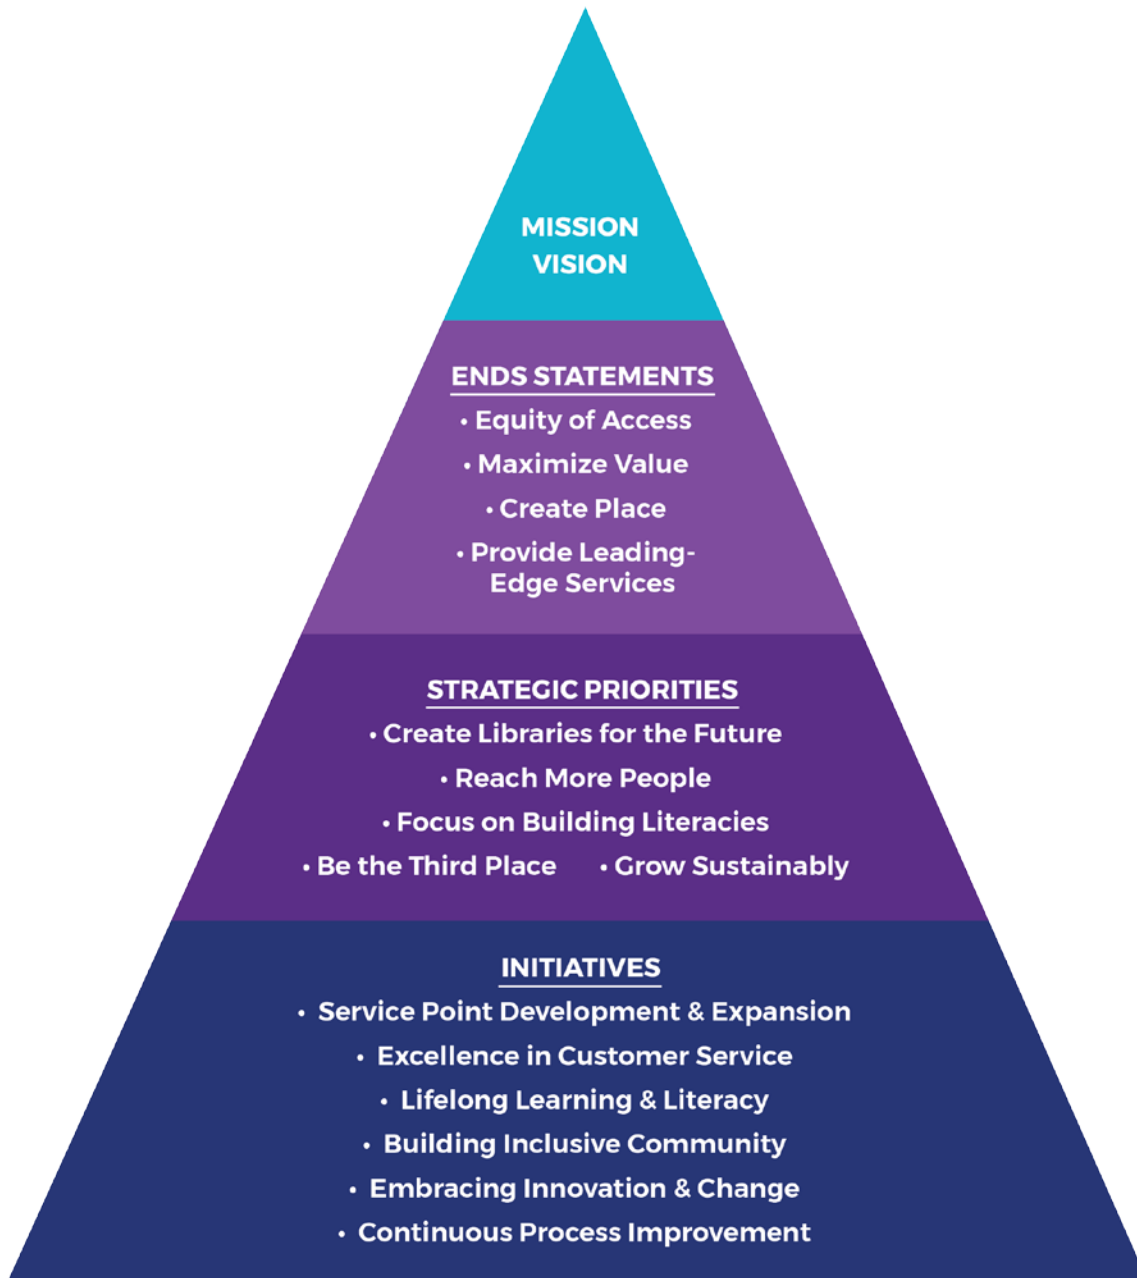 MISSION
VISION
ENDS STATEMENTS
• Equity of Access
• Maximize Value
• Create Place
• Provide Leading-
Edge Services
STRATEGIC PRIORITIES
• Create Libraries for the Future
• Reach More People
• Focus on Building Literacies
• Be the Third Place • Grow Sustainably
INITIATIVES
• Service Point Development & Expansion
• Excellence in Customer Service
• Lifelong Learning & Literacy
• Building Inclusive Community
• Embracing Innovation & Change
• Continuous Process Improvement